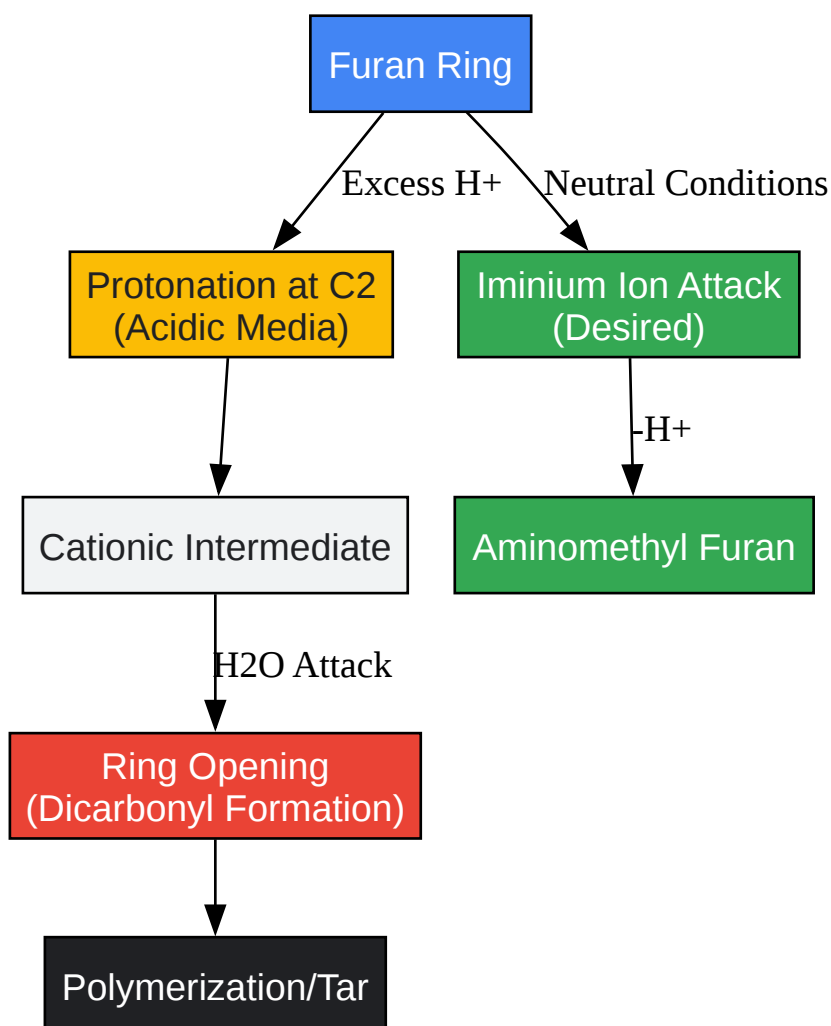 Furan Ring
Excess H+
Neutral Conditions
Protonation at C2
(Acidic Media)
Iminium Ion Attack
(Desired)
-H+
Cationic Intermediate
Aminomethyl Furan
H2O Attack
Ring Opening
(Dicarbonyl Formation)
Polymerization/Tar